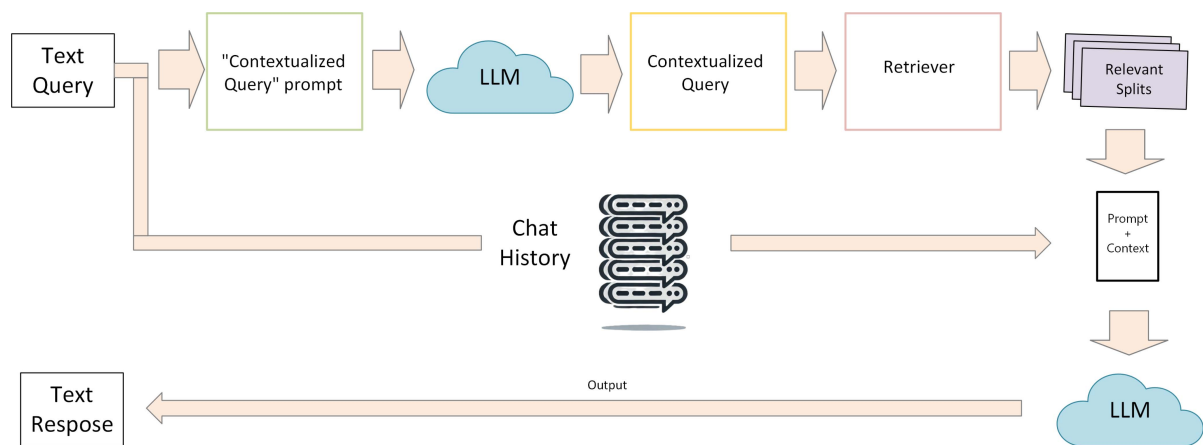 Text
Query
"Contextualized
Query" prompt
LLM
Contextualized
Query
Retriever
Relevant
Splits
Chat
History
Prompt
+
Context
Output
Text
Respose
LLM